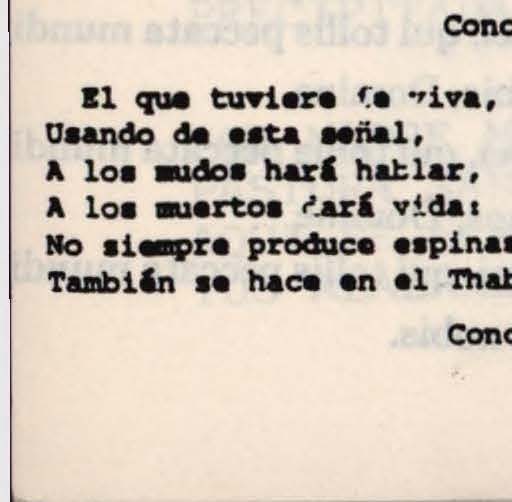 Conc
El que tuviere fe viva,
Usando de esta señal,
A los mudos hará hablar,
A los muertos dará vida:
No siempre produce espinas
También se hace en el Thab
Conc